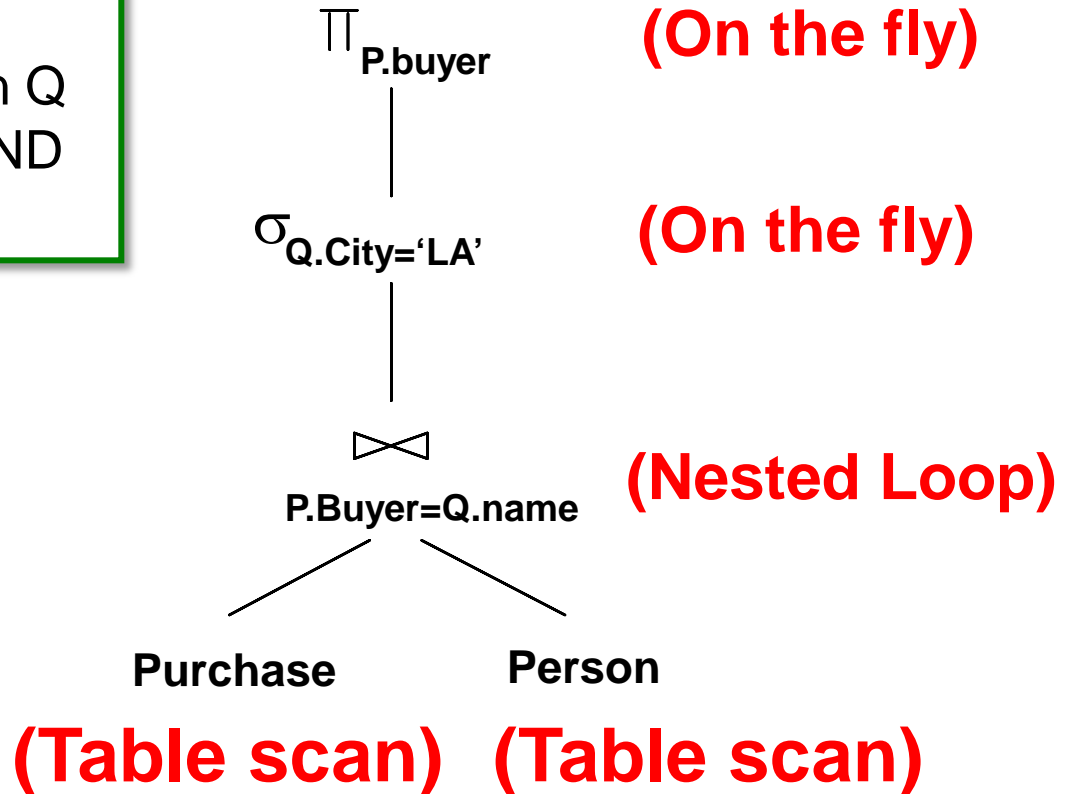 Q
ND
Π P.buyer (On the fly)
σ Q.City=‘LA’ (On the fly)
⋈
P.Buyer=Q.name (Nested Loop)
Purchase Person
(Table scan) (Table scan)